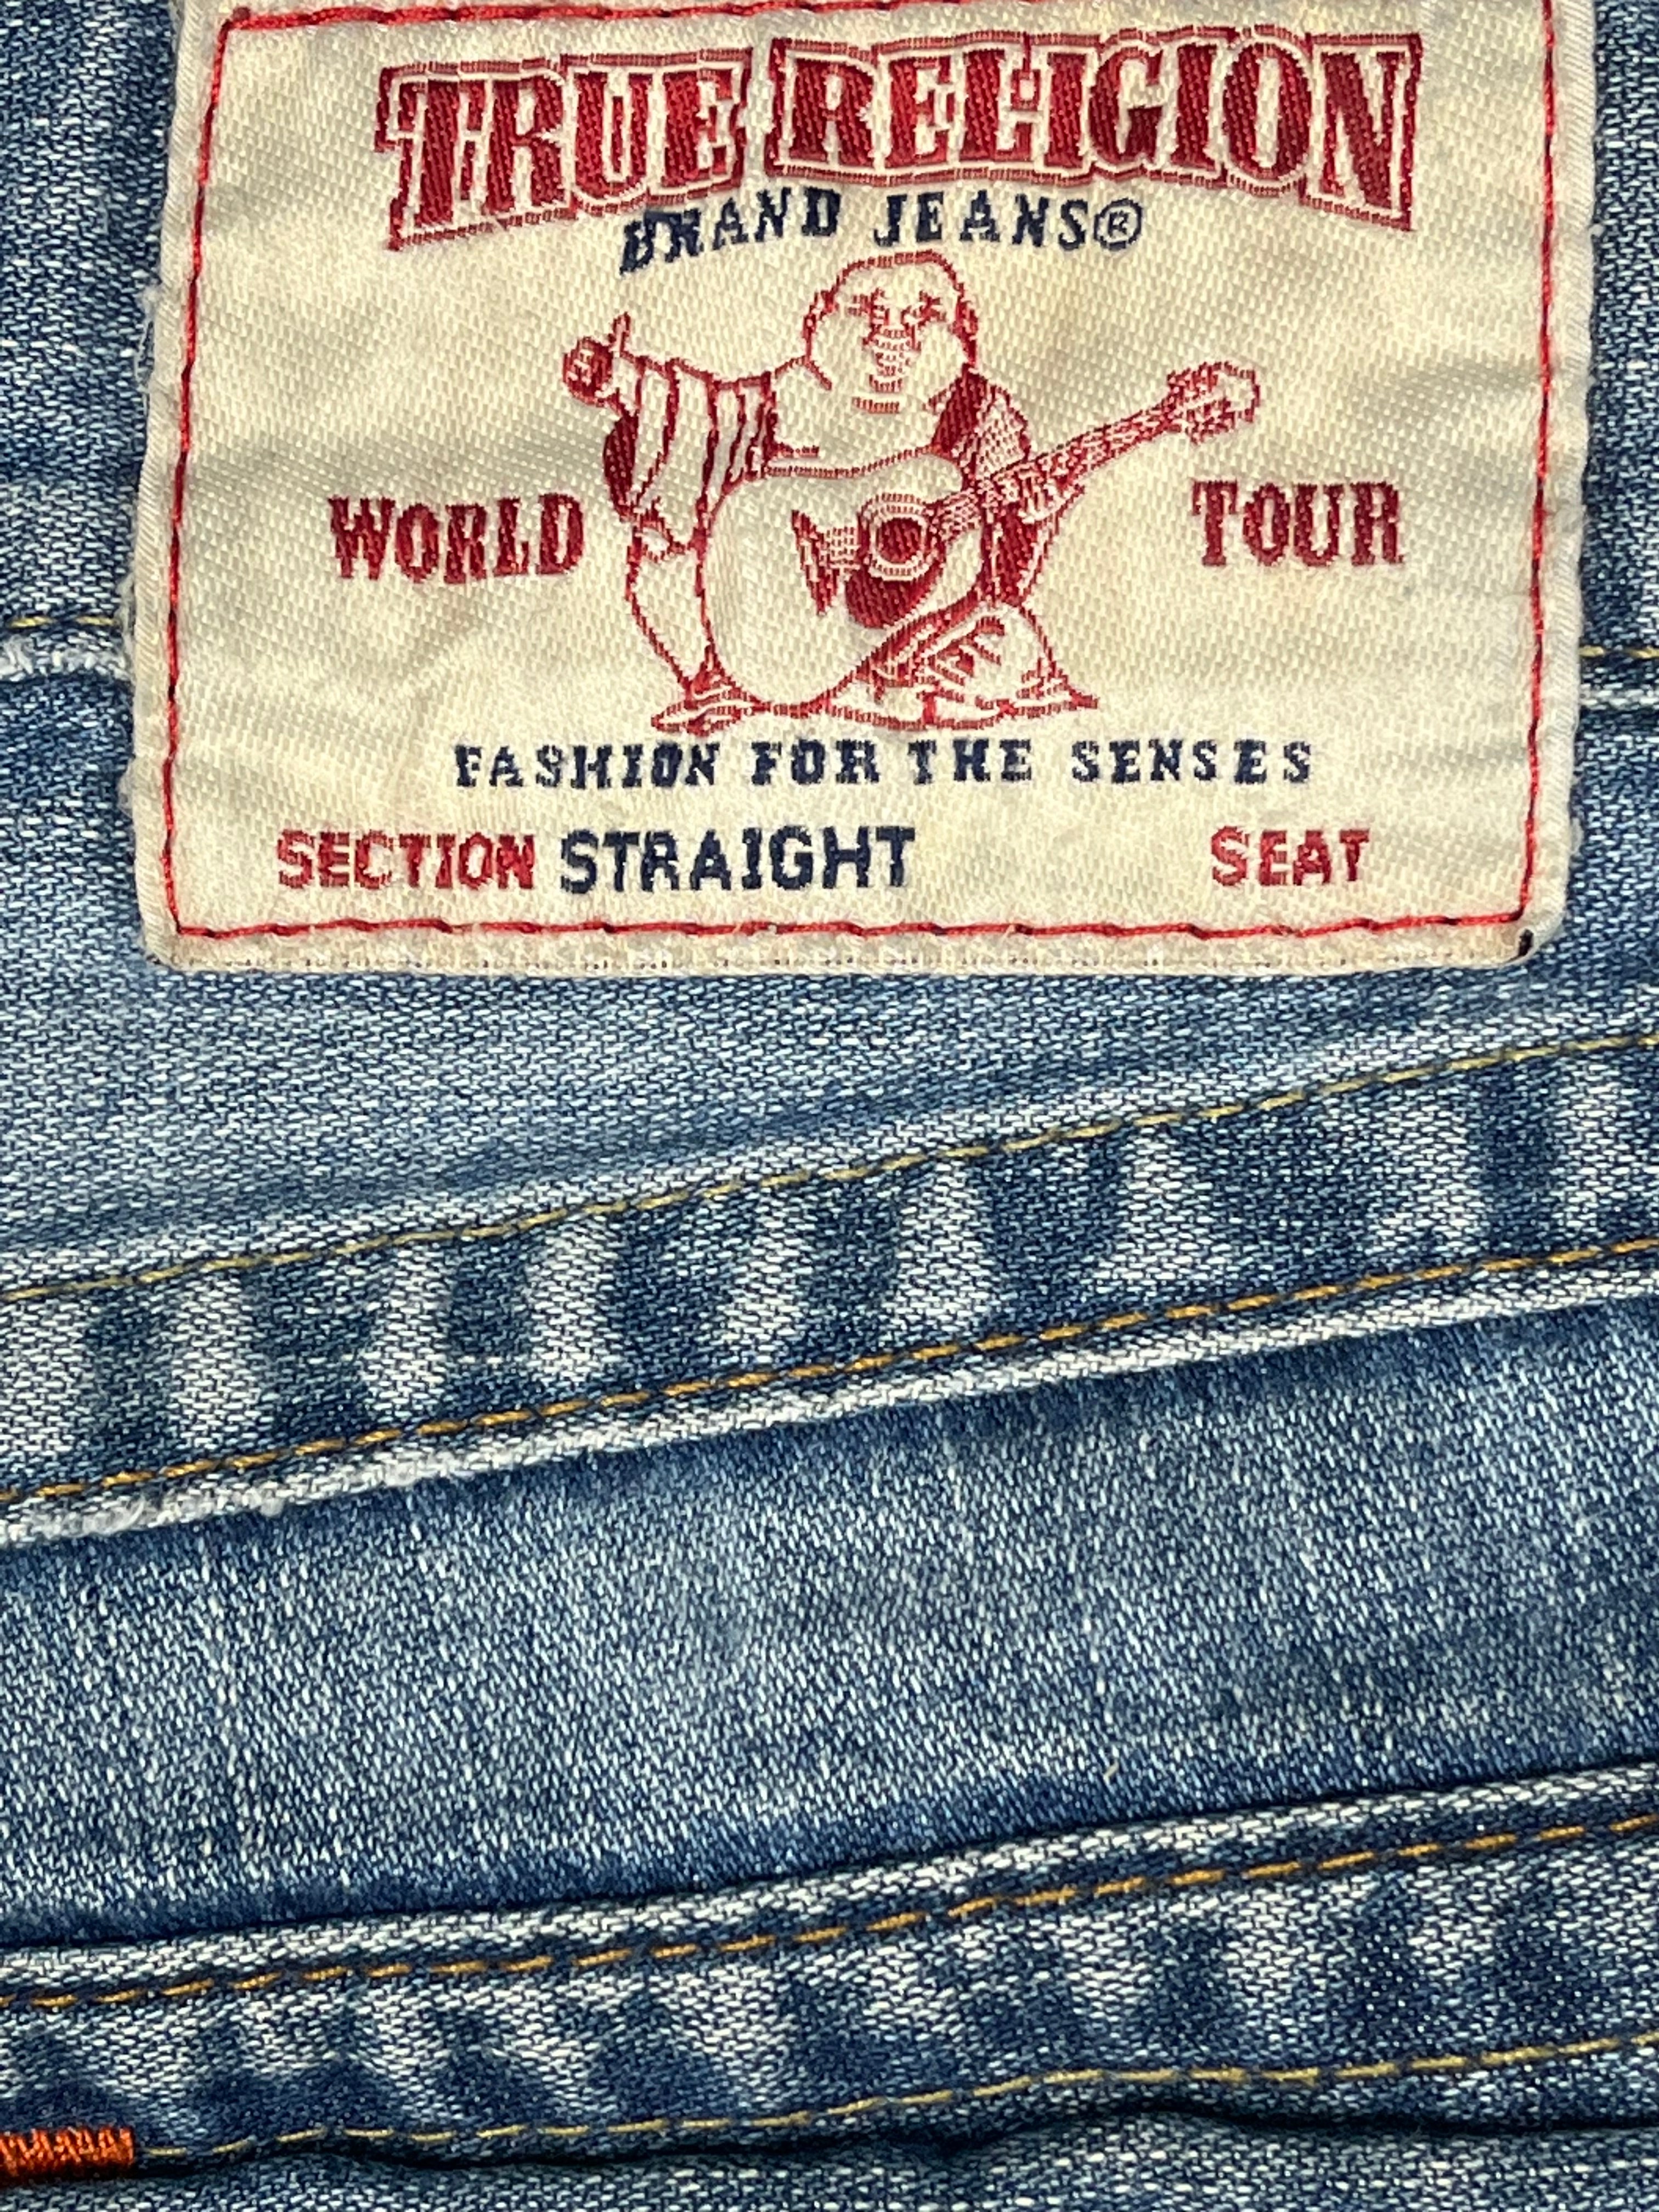 TRUE RELIGION
BRAND JEANS®
WORLD TOUR
FASHION FOR THE SENSES
SECTION STRAIGHT SEAT